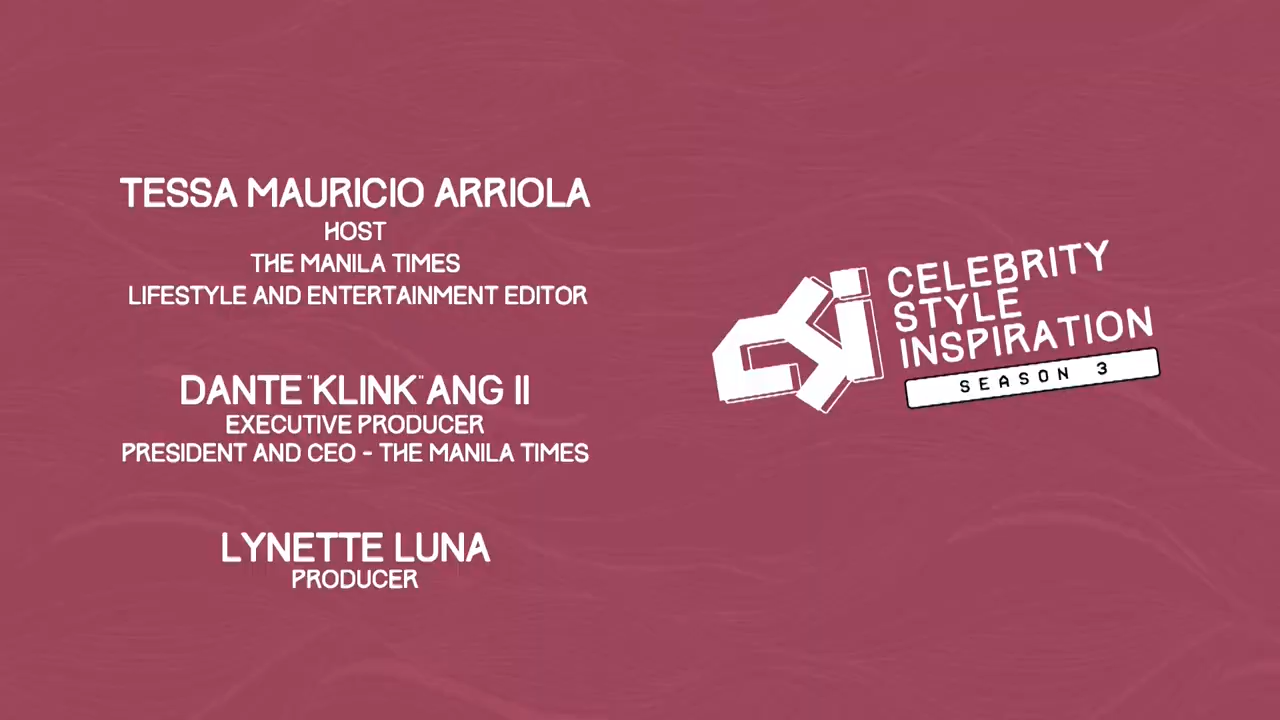 TESSA MAURICIO ARRIOLA
HOST
THE MANILA TIMES
LIFESTYLE AND ENTERTAINMENT EDITOR
DANTE "KLINK" ANG II
EXECUTIVE PRODUCER
PRESIDENT AND CEO - THE MANILA TIMES
LYNETTE LUNA
PRODUCER
CELEBRITY
STYLE
INSPIRATION
SEASON 3